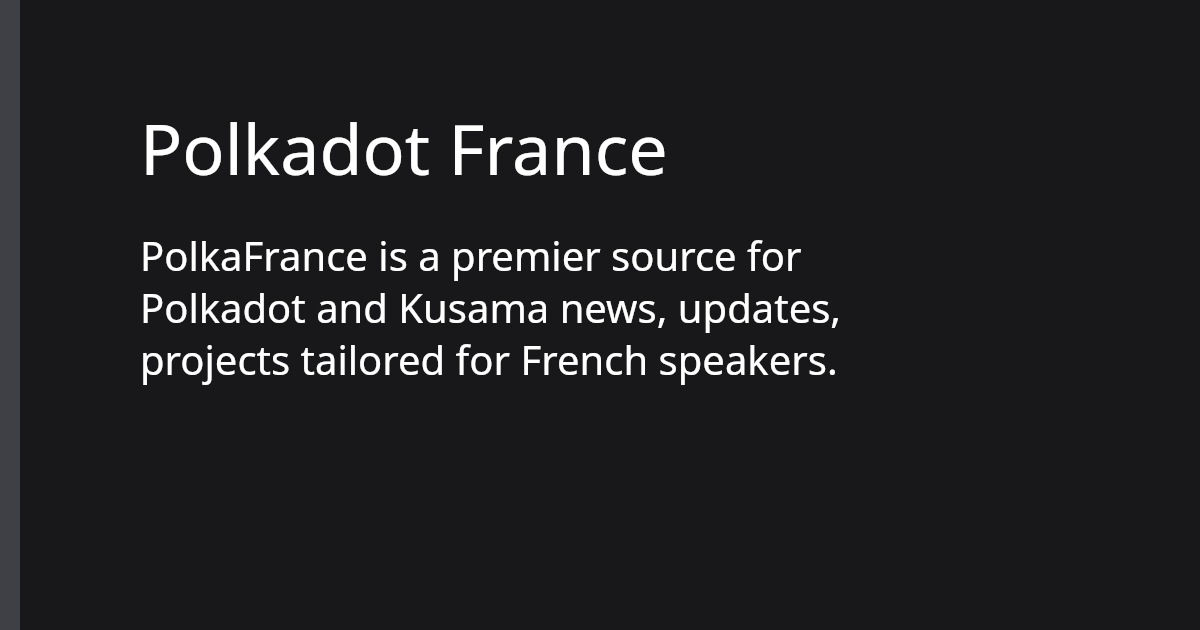 Polkadot France
PolkaFrance is a premier source for
Polkadot and Kusama news, updates,
projects tailored for French speakers.